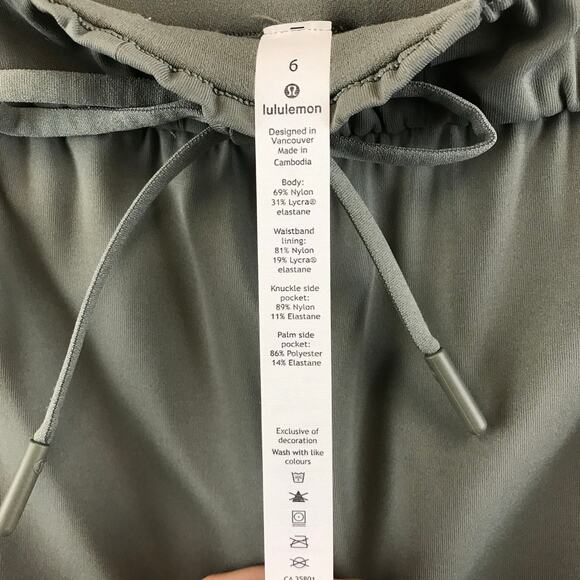 6
lululemon
Designed in
Vancouver
Made in
Cambodia
Body:
69% Nylon
31% Lycra®
elastane
Waistband
lining:
81% Nylon
19% Lycra®
elastane
Knuckle side
pocket:
89% Nylon
11% Elastane
Palm side
pocket:
86% Polyester
14% Elastane
Exclusive of
decoration
Wash with like
colours
CA 35801